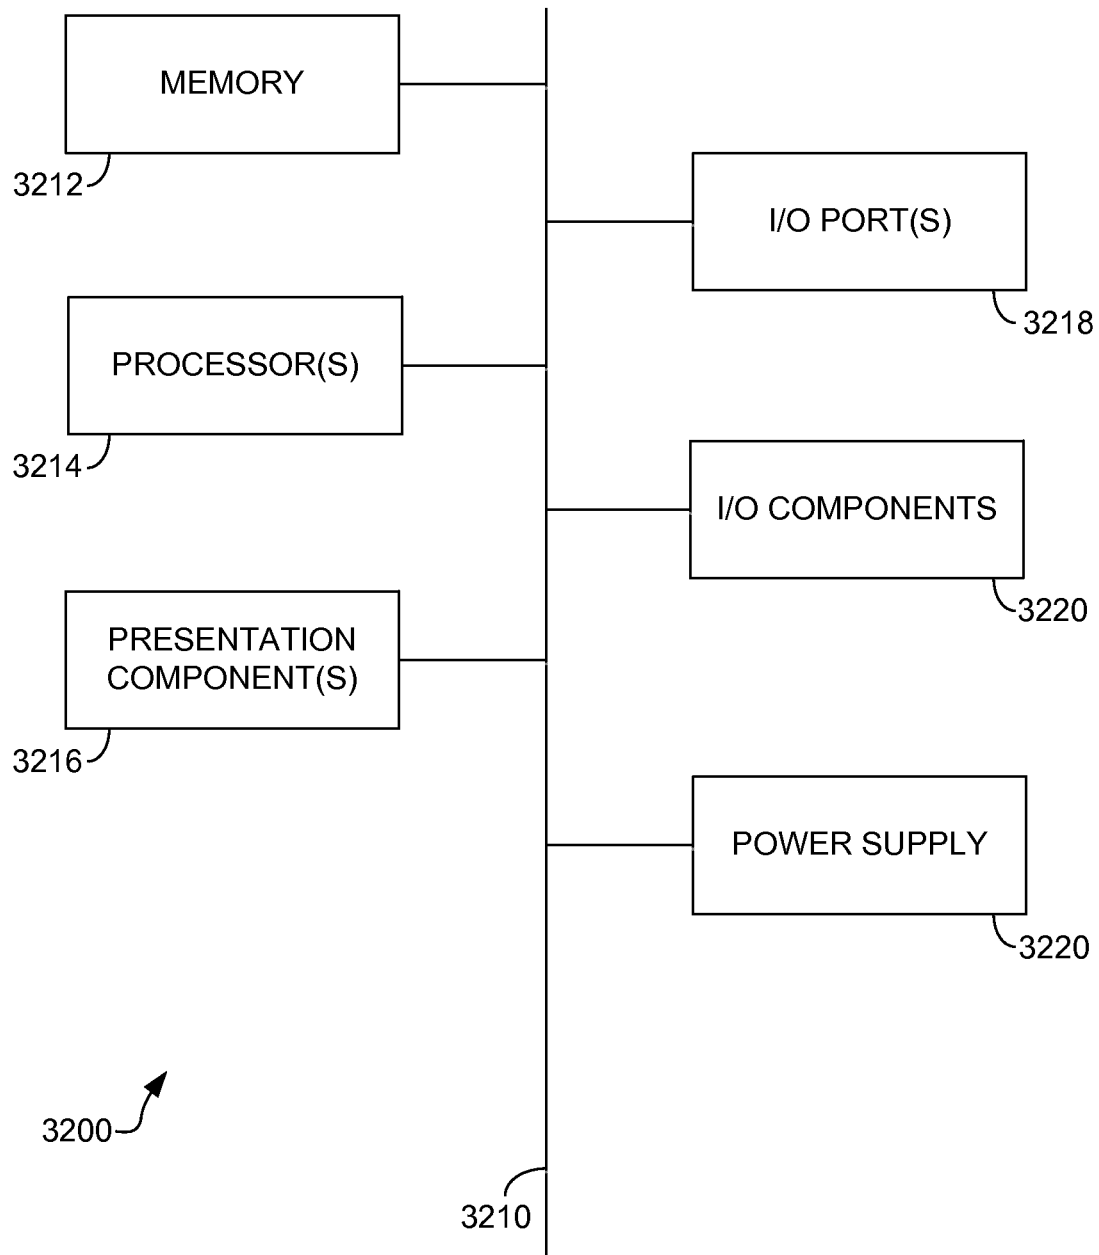 MEMORY
3212
I/O PORT(S)
3218
PROCESSOR(S)
3214
I/O COMPONENTS
3220
PRESENTATION
COMPONENT(S)
3216
POWER SUPPLY
3220
3200
3210